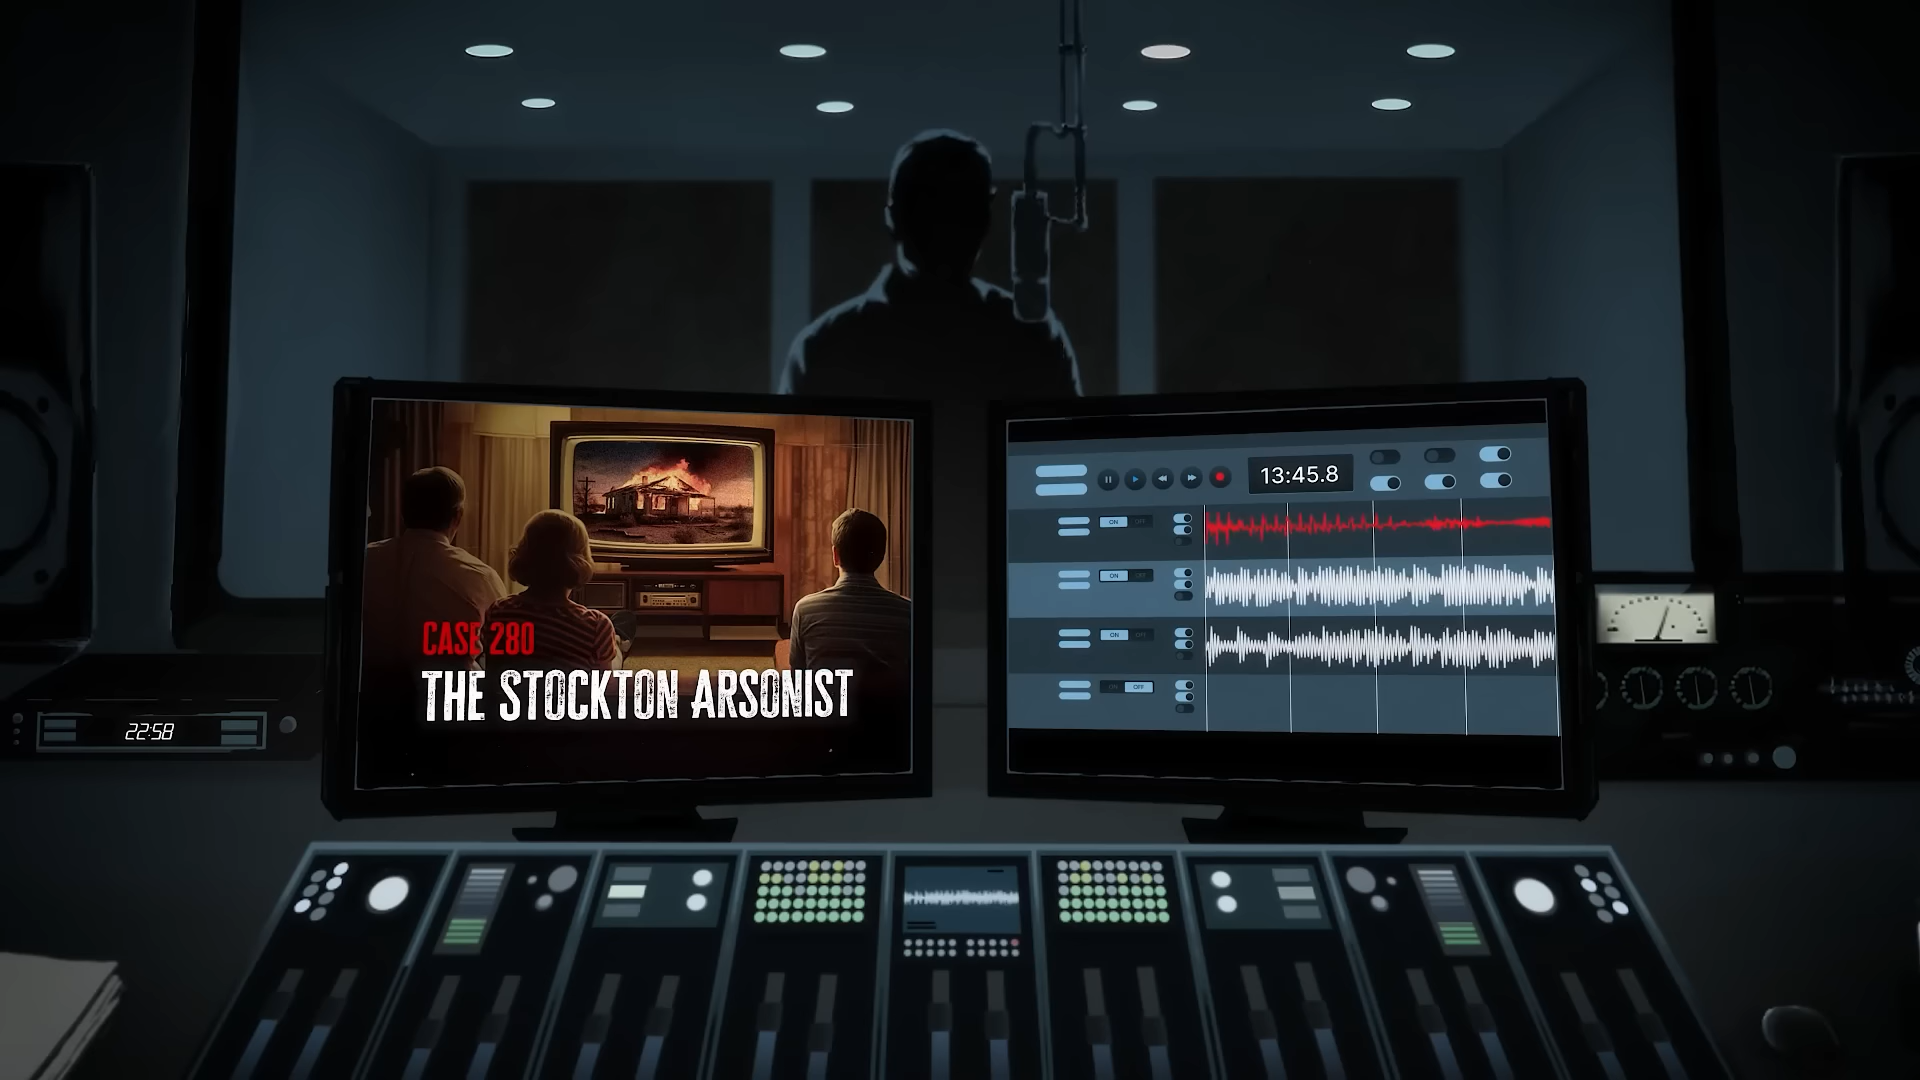 CASE 280
THE STOCKTON ARSONIST
13:45.8
ON OFF
ON OFF
ON OFF
ON OFF
22:58